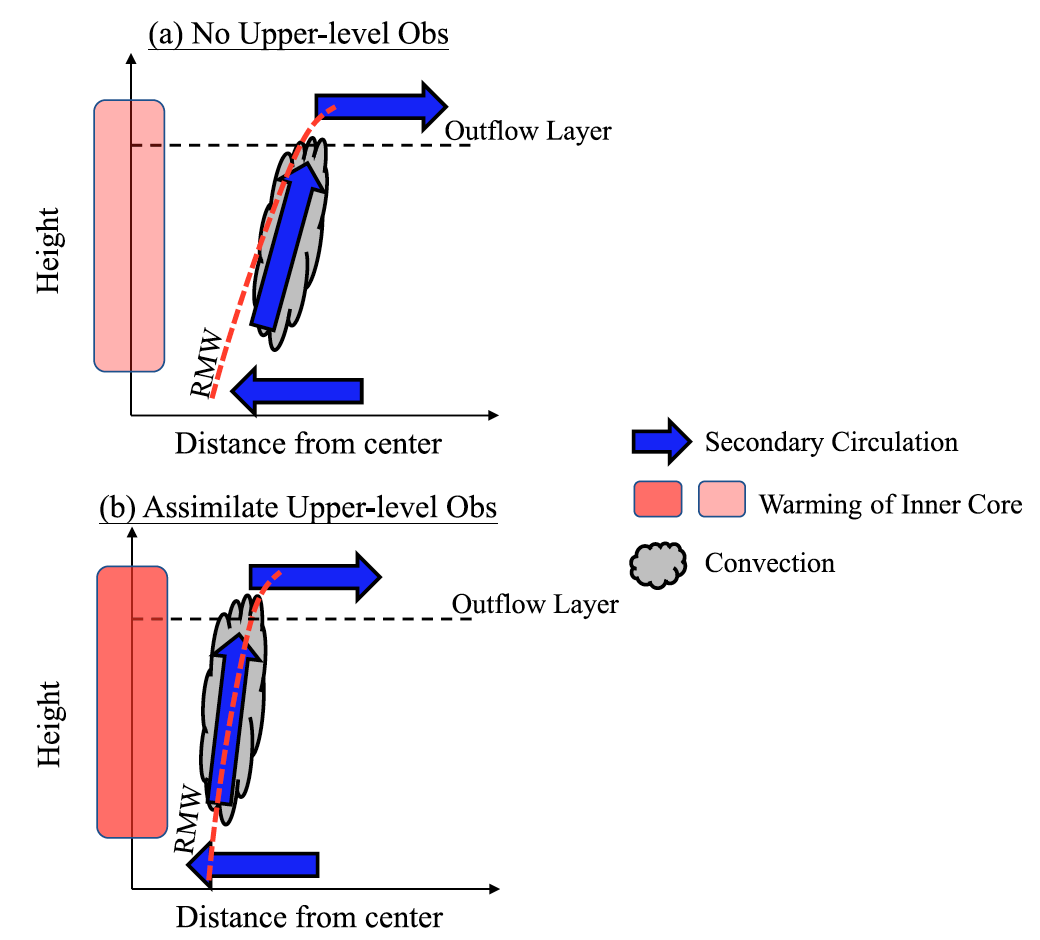 (a) No Upper-level Obs
Outflow Layer
Height
RMW
Distance from center
Secondary Circulation
Warming of Inner Core
Convection
(b) Assimilate Upper-level Obs
Outflow Layer
Height
RMW
Distance from center